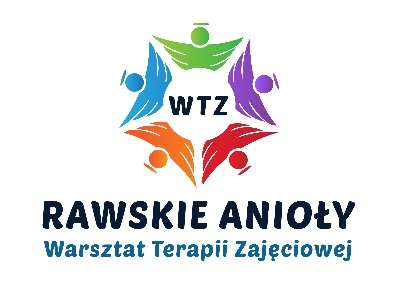 WTZ
RAWSKIE ANIOŁY
Warsztat Terapii Zajęciowej